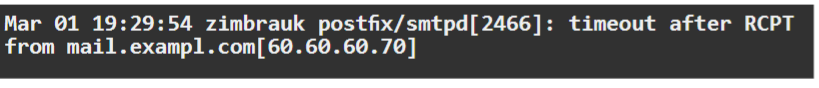 Mar 01 19:29:54 zimbrauk postfix/smtpd[2466]: timeout after RCPT
from mail.exampl.com[60.60.60.70]